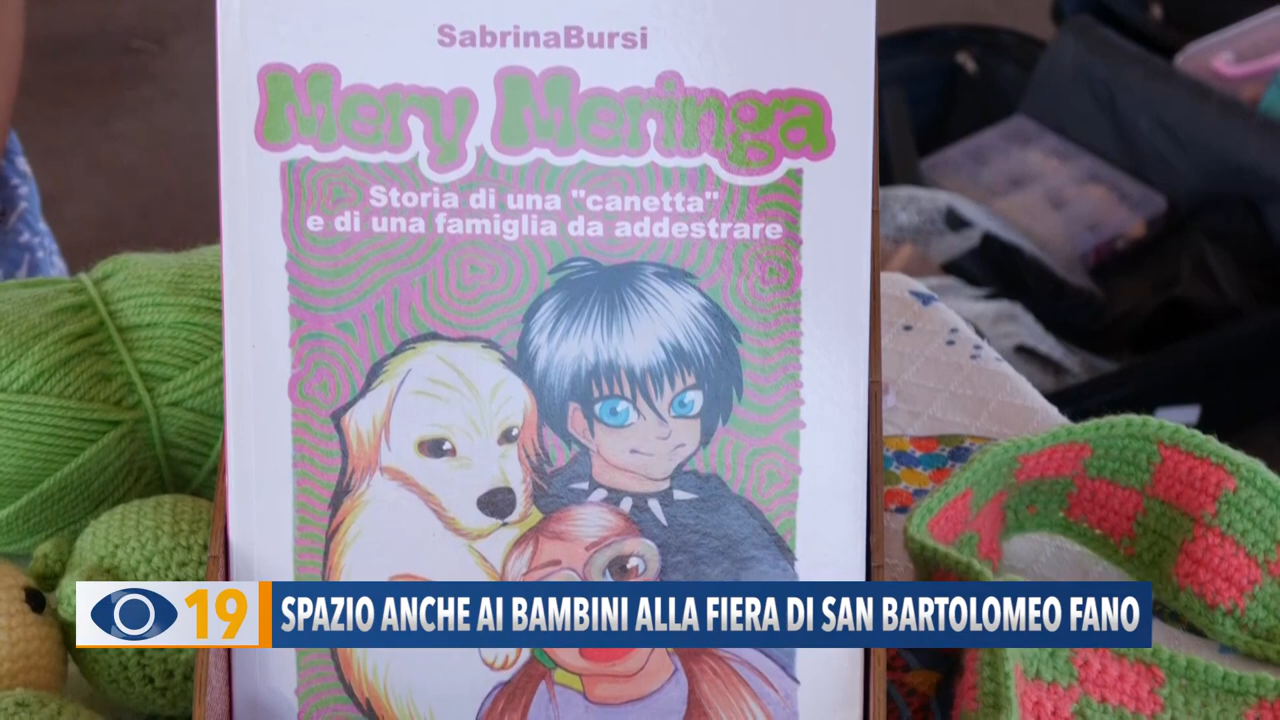 SabrinaBursi
Mery Meringa
Storia di una "canetta"
e di una famiglia da addestrare
19 SPAZIO ANCHE AI BAMBINI ALLA FIERA DI SAN BARTOLOMEO FANO